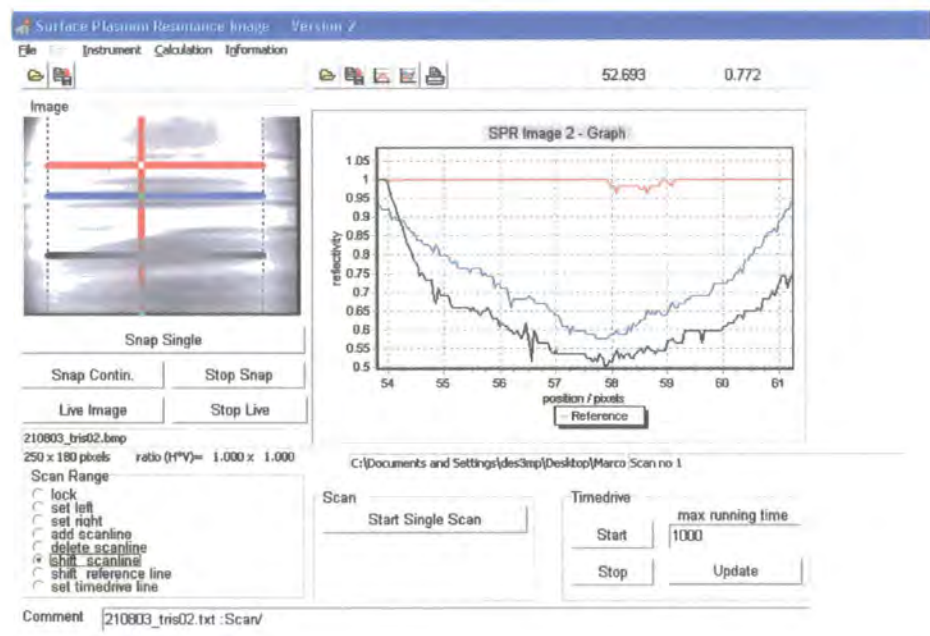 Surface Plasmon Resonance Image Version 2
File Instrument Calculation Information
52.693 0.772
Image
SPR Image 2 - Graph
1.05
1
0.95
0.9
0.85
0.8
0.75
0.7
0.65
0.6
0.55
0.5
reflectivity
54 55 56 57 58 59 60 61
position / pixels
Reference
Snap Single
Snap Contin. Stop Snap
Live Image Stop Live
210803_tris02.bmp
250 x 180 pixels ratio (H*V)= 1.000 x 1.000
C:\Documents and Settings\des3mp\Desktop\Marco Scan no 1
Scan Range
lock
set left
set right
add scanline
delete scanline
shift scanline
shift reference line
set timedrive line
Scan
Start Single Scan
Timedrive
max running time
Start 1000
Stop Update
Comment 210803_tris02.txt :Scan/